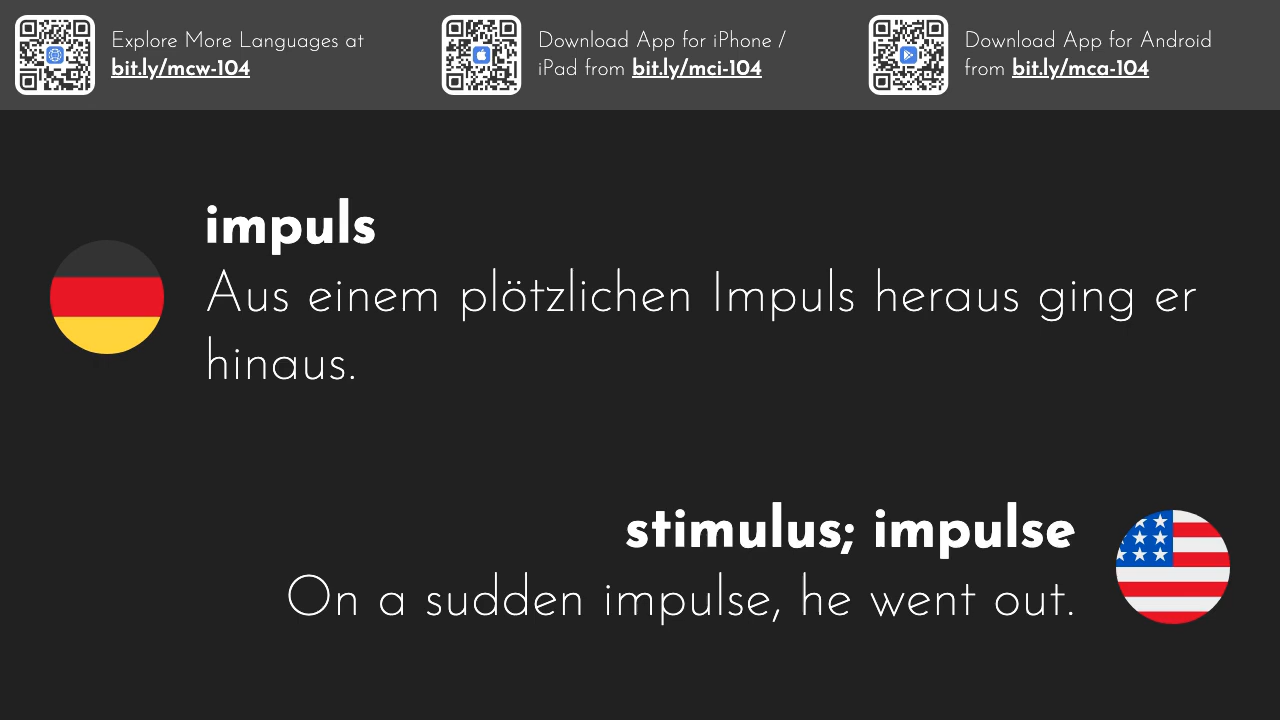 Explore More Languages at
bit.ly/mcw-104
Download App for iPhone /
iPad from bit.ly/mci-104
Download App for Android
from bit.ly/mca-104
impuls
Aus einem plötzlichen Impuls heraus ging er
hinaus.
stimulus; impulse
On a sudden impulse, he went out.